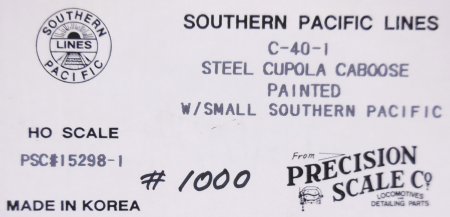 SOUTHERN
LINES
PACIFIC
SOUTHERN PACIFIC LINES
C-40-1
STEEL CUPOLA CABOOSE
PAINTED
W/SMALL SOUTHERN PACIFIC
HO SCALE
PSC#15298-1
MADE IN KOREA
# 1000
From
PRECISION
SCALE CO.
LOCOMOTIVES
AND
DETAILING PARTS